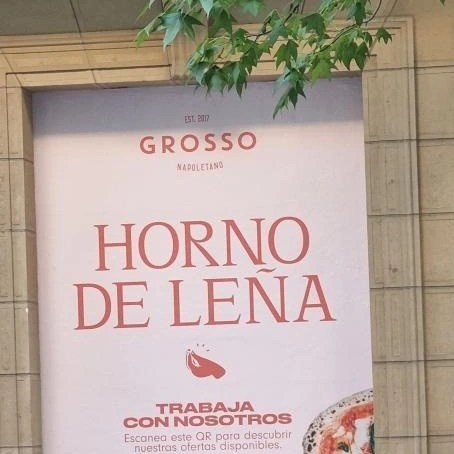 EST. 2017
GROSSO
NAPOLETANO
HORNO
DE LEÑA
TRABAJA
CON NOSOTROS
Escanea este QR para descubrir
nuestras ofertas disponibles.